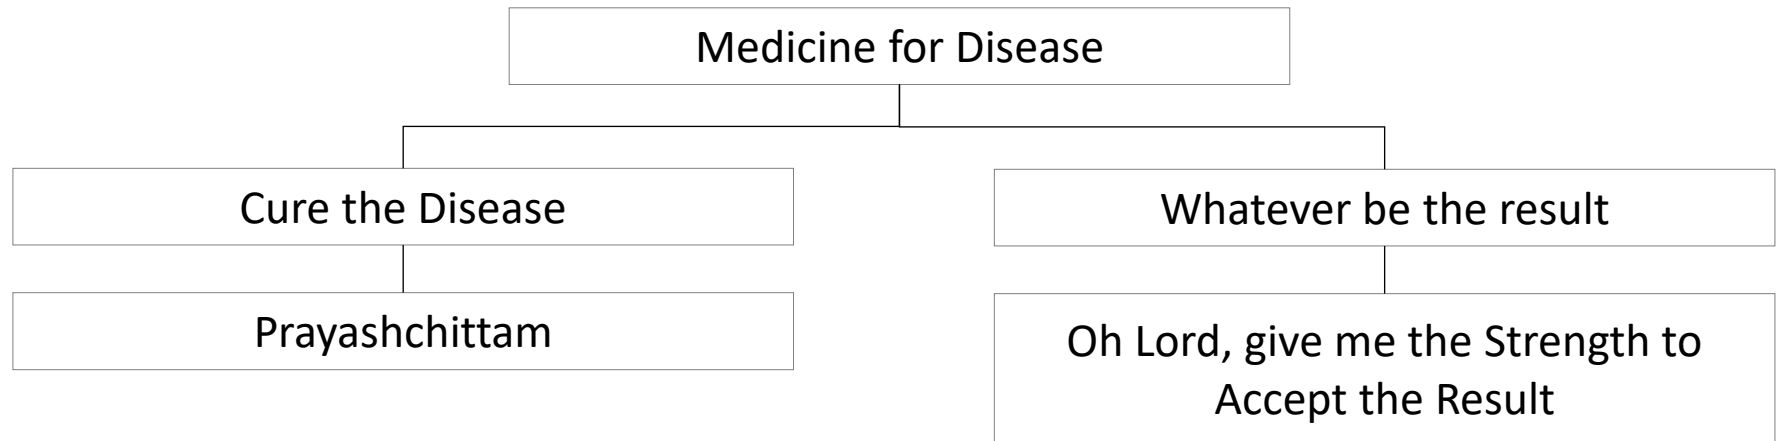 Medicine for Disease
Cure the Disease
Whatever be the result
Prayashchittam
Oh Lord, give me the Strength to
Accept the Result